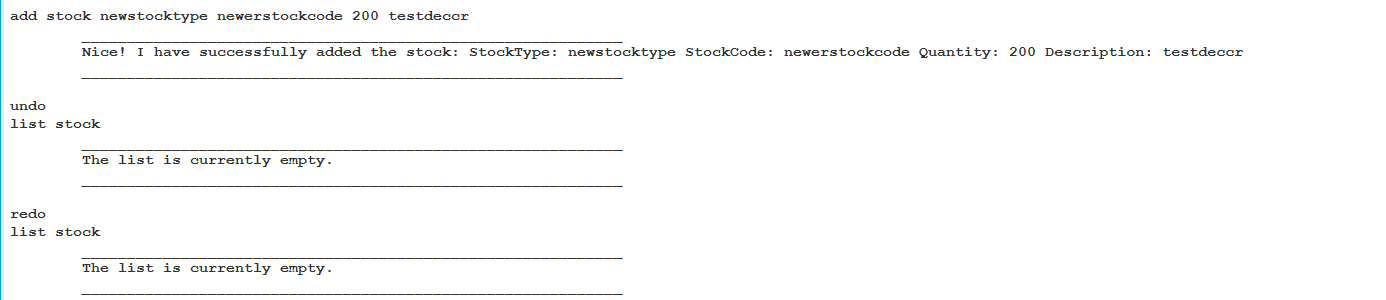 add stock newstocktype newerstockcode 200 testdeccr
____________________________________________________________
Nice! I have successfully added the stock: StockType: newstocktype StockCode: newerstockcode Quantity: 200 Description: testdeccr
____________________________________________________________
undo
list stock
____________________________________________________________
The list is currently empty.
____________________________________________________________
redo
list stock
____________________________________________________________
The list is currently empty.
____________________________________________________________